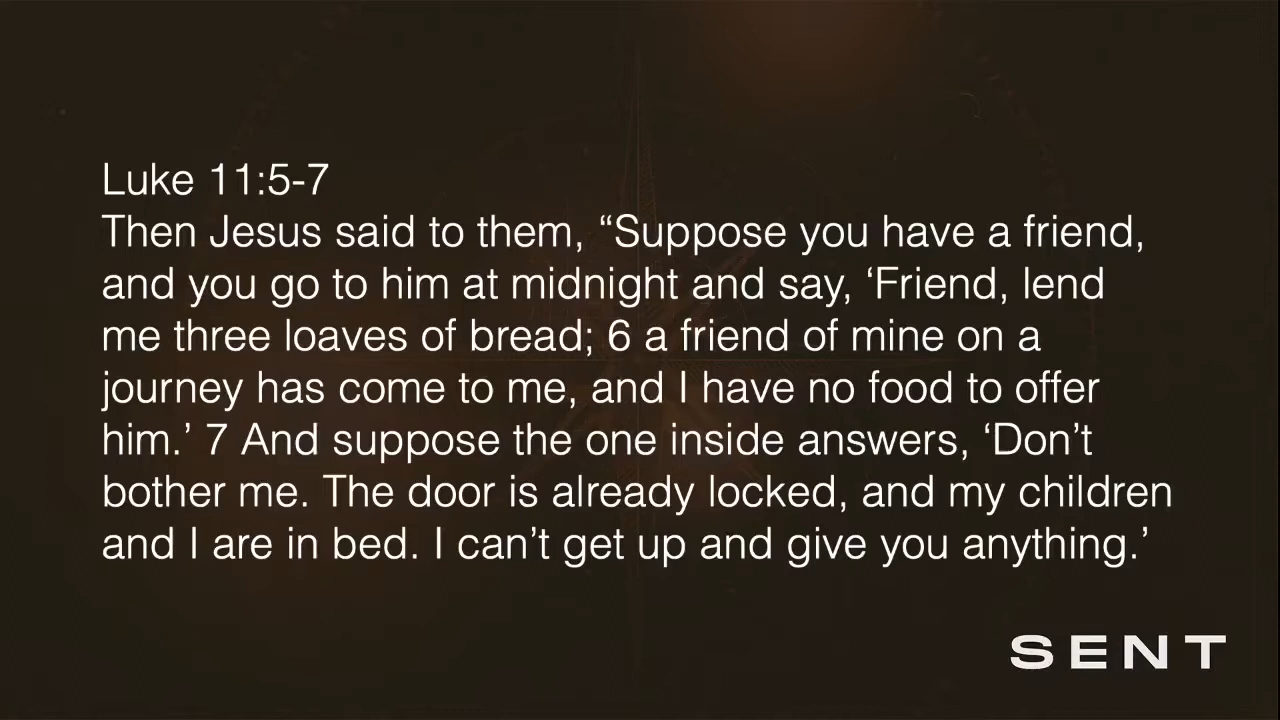 Luke 11:5-7
Then Jesus said to them, “Suppose you have a friend,
and you go to him at midnight and say, ‘Friend, lend
me three loaves of bread; 6 a friend of mine on a
journey has come to me, and I have no food to offer
him.’ 7 And suppose the one inside answers, ‘Don’t
bother me. The door is already locked, and my children
and I are in bed. I can’t get up and give you anything.’
SENT